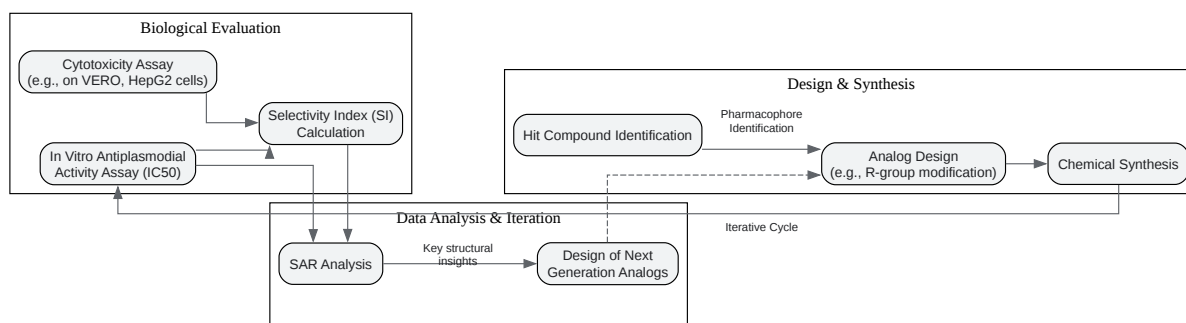 Biological Evaluation
Cytotoxicity Assay
(e.g., on VERO, HepG2 cells)
Selectivity Index (SI)
Calculation
In Vitro Antiplasmodial
Activity Assay (IC50)
Design & Synthesis
Hit Compound Identification
Pharmacophore
Identification
Analog Design
(e.g., R-group modification)
Chemical Synthesis
Iterative Cycle
Data Analysis & Iteration
SAR Analysis
Key structural
insights
Design of Next
Generation Analogs